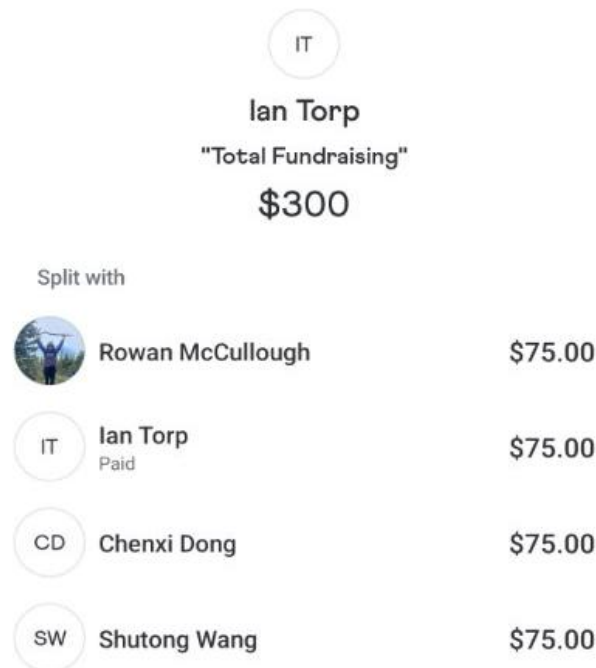 IT
Ian Torp
"Total Fundraising"
$300
Split with
Rowan McCullough $75.00
IT Ian Torp $75.00
Paid
CD Chenxi Dong $75.00
SW Shutong Wang $75.00